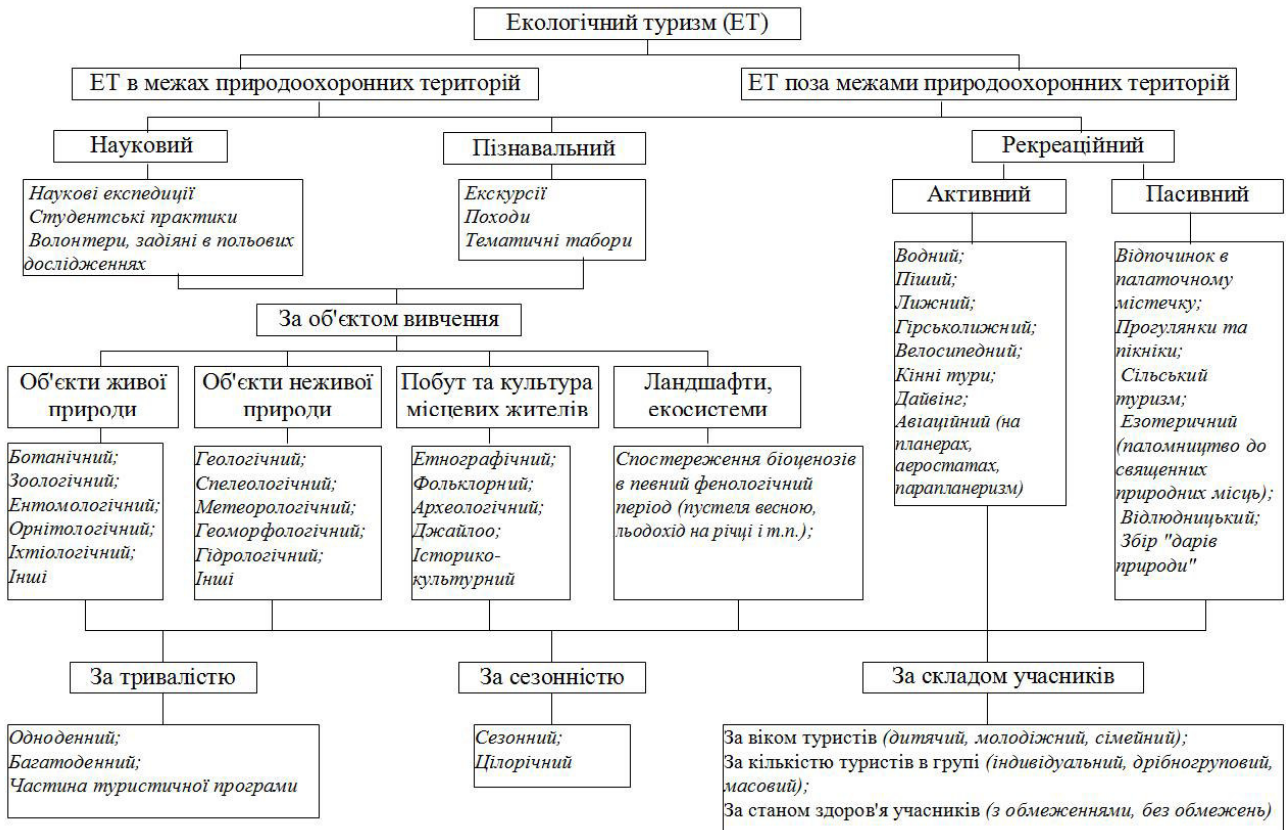 Екологічний туризм (ЕТ)
ЕТ в межах природоохоронних територій
ЕТ поза межами природоохоронних територій
Науковий
Пізнавальний
Рекреаційний
Наукові експедиції
Студентські практики
Волонтери, задіяні в польових
дослідженнях
Екскурсії
Походи
Тематичні табори
Активний
Пасивний
Водний;
Піший;
Лижний;
Гірськолижний;
Велосипедний;
Кінні тури;
Дайвінг;
Авіаційний (на
планерах,
аеростатах,
парапланеризм)
Відпочинок в
палаточному
містечку;
Прогулянки та
пікніки;
Сільський
туризм;
Езотеричний
(паломництво до
священних
природних місць);
Відлюдницький;
Збір "дарів
природи"
За об'єктом вивчення
Об'єкти живої
природи
Об'єкти неживої
природи
Побут та культура
місцевих жителів
Ландшафти,
екосистеми
Ботанічний;
Зоологічний;
Ентомологічний;
Орнітологічний;
Іхтіологічний;
Інші
Геологічний;
Спелеологічний;
Метеорологічний;
Геоморфологічний;
Гідрологічний;
Інші
Етнографічний;
Фольклорний;
Археологічний;
Джайлоо;
Історико-
культурний
Спостереження біоценозів
в певний фенологічний
період (пустеля весною,
льодохід на річці і т.п.);
За тривалістю
За сезонністю
За складом учасників
Одноденний;
Багатоденний;
Частина туристичної програми
Сезонний;
Цілорічний
За віком туристів (дитячий, молодіжний, сімейний);
За кількістю туристів в групі (індивідуальний, дрібногруповий,
масовий);
За станом здоров'я учасників (з обмеженнями, без обмежень)